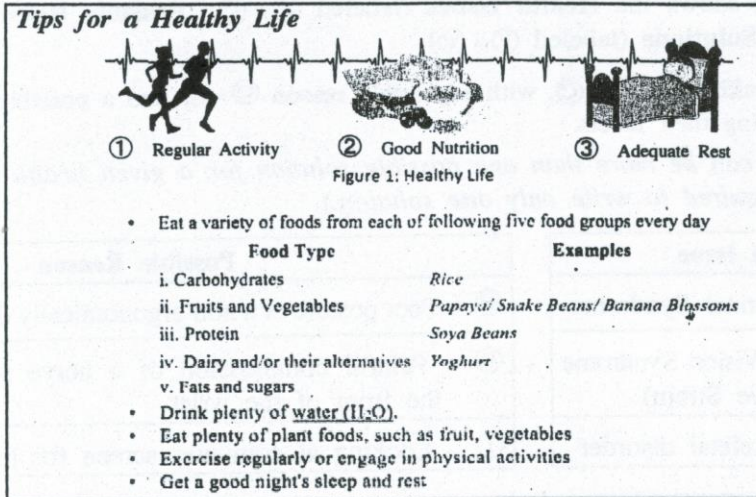 Tips for a Healthy Life
① Regular Activity ② Good Nutrition ③ Adequate Rest
Figure 1: Healthy Life
• Eat a variety of foods from each of following five food groups every day
Food Type Examples
i. Carbohydrates Rice
ii. Fruits and Vegetables Papaw/ Snake Beans/ Banana Blossoms
iii. Protein Soya Beans
iv. Dairy and/or their alternatives Yoghurt
v. Fats and sugars
• Drink plenty of water (H₂O).
• Eat plenty of plant foods, such as fruit, vegetables
• Exercise regularly or engage in physical activities
• Get a good night's sleep and rest